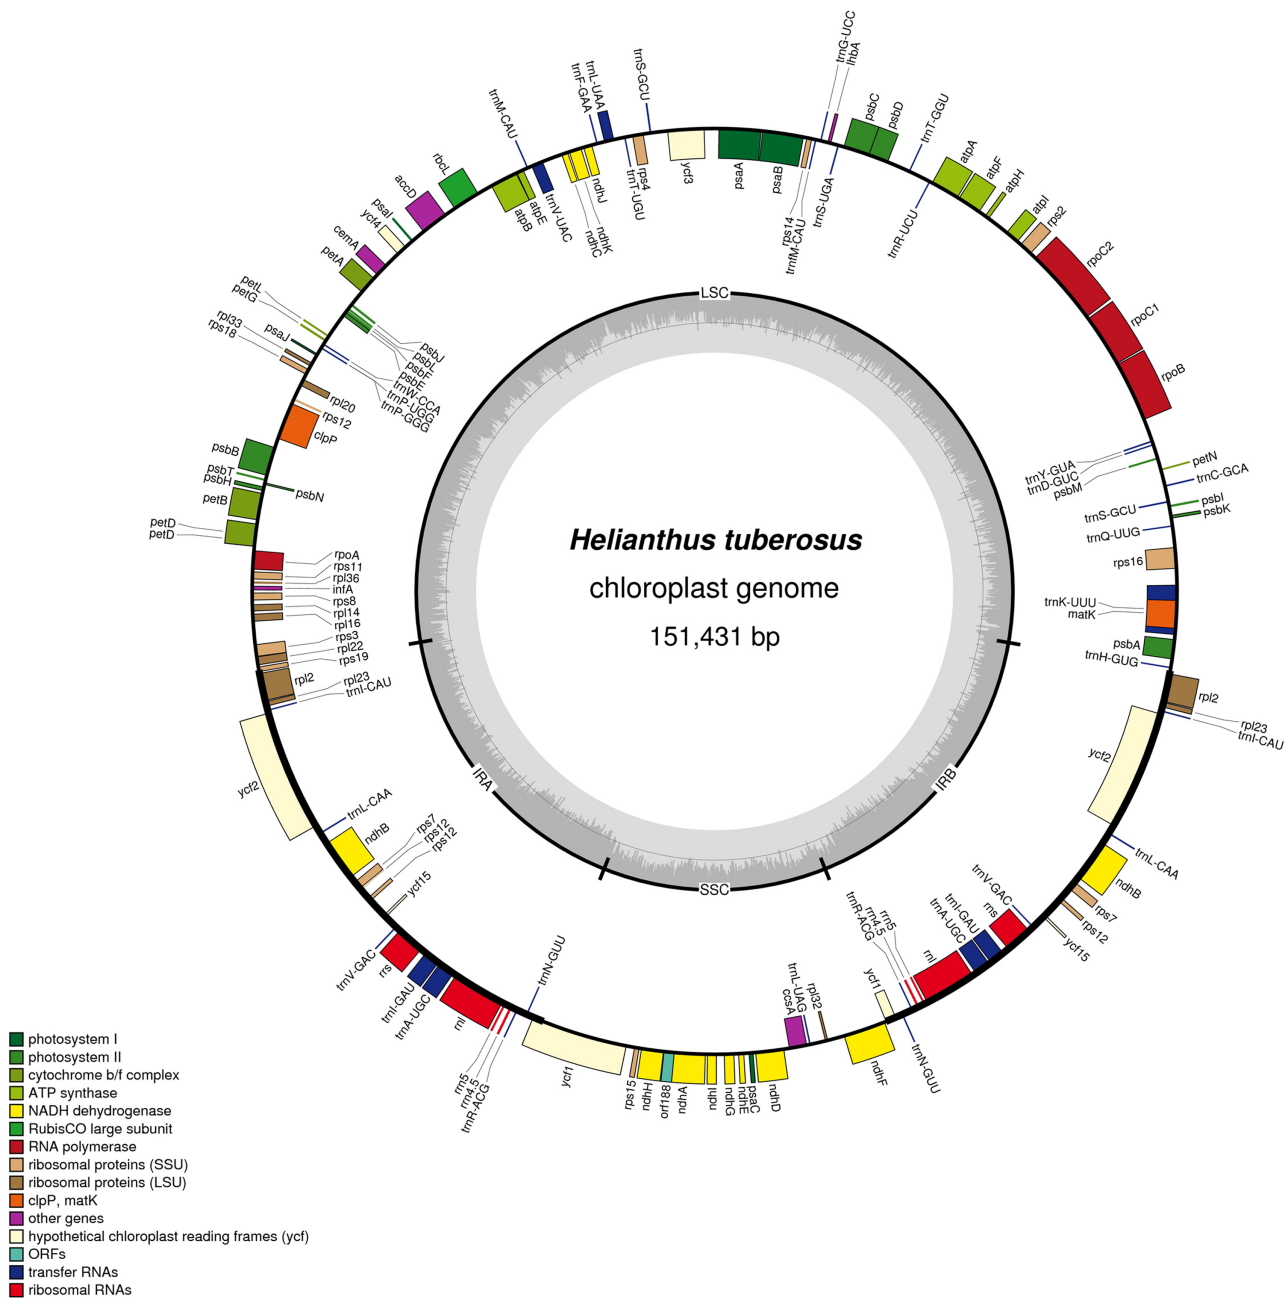 Helianthus tuberosus
chloroplast genome
151,431 bp
LSC
IRB
SSC
IRA
psaA
psaB
rps14
trnfM-CAU
trnG-UCC
lhbA
trnS-UGA
psbC
psbD
trnT-GGU
trnR-UCU
atpA
atpF
atpH
atpI
rps2
rpoC2
rpoC1
rpoB
trnY-GUA
trnD-GUC
psbM
petN
trnC-GCA
trnS-GCU
psbI
psbK
trnQ-UUG
rps16
trnK-UUU
matK
psbA
trnH-GUG
rpl2
rpl23
trnI-CAU
ycf2
trnL-CAA
ndhB
rps7
rps12
ycf15
trnV-GAC
rrns
trnI-GAU
trnA-UGC
rnl
rrn5
rrn4.5
trnR-ACG
trnN-GUU
ycf1
ndhF
rpl32
trnL-UAG
ccsA
ndhD
psaC
ndhE
ndhG
ndhI
ndhA
orf188
ndhH
rps15
ycf1
trnN-GUU
trnR-ACG
rrn4.5
rrn5
rnl
trnA-UGC
trnI-GAU
rrs
trnV-GAC
ycf15
rps12
rps12
rps7
ndhB
trnL-CAA
ycf2
trnI-CAU
rpl23
rpl2
rps19
rpl22
rps3
rpl16
rpl14
rps8
infA
rpl36
rps11
rpoA
petD
petD
petB
psbN
psbH
psbT
psbB
clpP
rps12
rpl20
rps18
rpl33
psaJ
trnP-GGG
trnP-UGG
trnW-CCA
petG
petL
psbE
psbF
psbL
psbJ
petA
cemA
ycf4
psaI
accD
rbcL
atpB
atpE
trnM-CAU
trnV-UAC
ndhC
ndhK
ndhJ
trnF-GAA
trnL-UAA
trnT-UGU
rps4
trnS-GCU
ycf3
photosystem I
photosystem II
cytochrome b/f complex
ATP synthase
NADH dehydrogenase
RubisCO large subunit
RNA polymerase
ribosomal proteins (SSU)
ribosomal proteins (LSU)
clpP, matK
other genes
hypothetical chloroplast reading frames (ycf)
ORFs
transfer RNAs
ribosomal RNAs